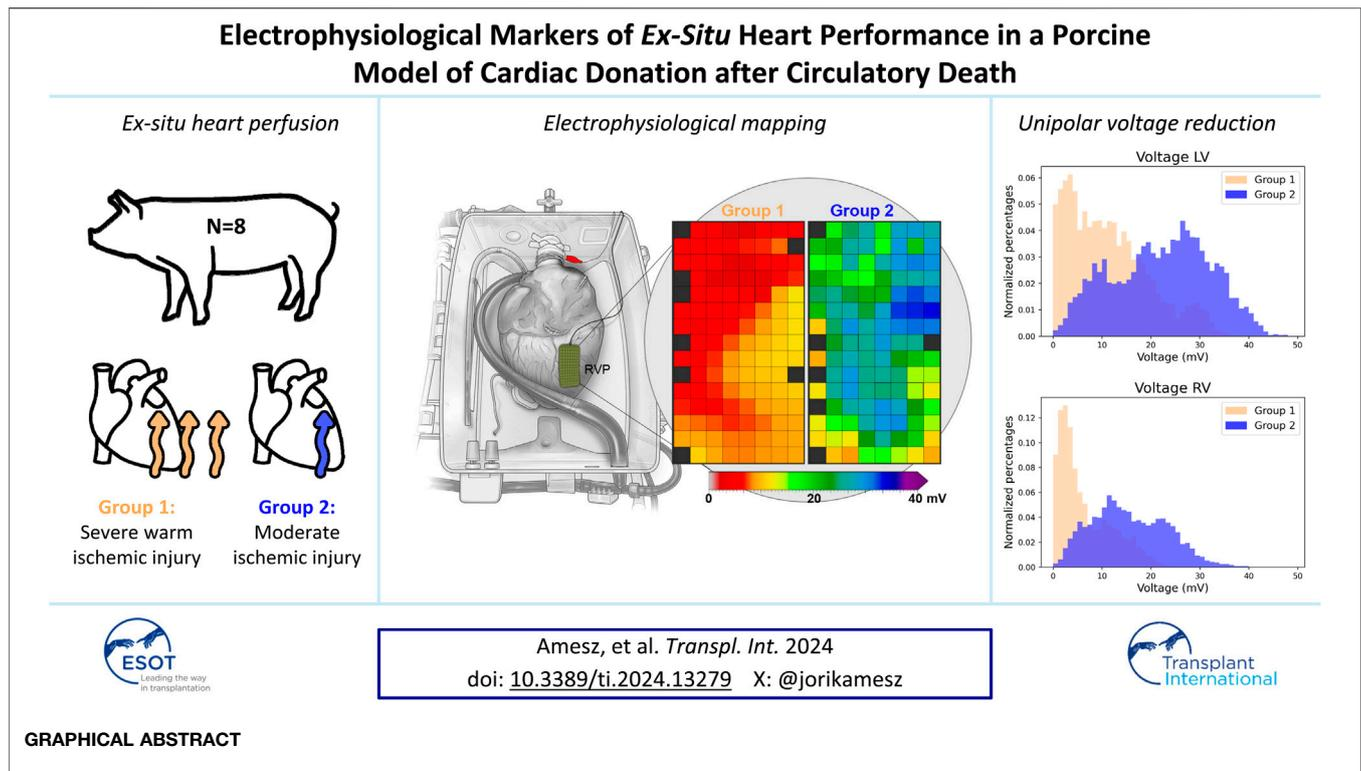 Electrophysiological Markers of Ex-Situ Heart Performance in a Porcine
Model of Cardiac Donation after Circulatory Death
Ex-situ heart perfusion
N=8
Group 1:
Severe warm
ischemic injury
Group 2:
Moderate
ischemic injury
Electrophysiological mapping
Group 1
Group 2
RVP
0
20
40 mV
Unipolar voltage reduction
Voltage LV
Group 1
Group 2
Normalized percentages
0.06
0.05
0.04
0.03
0.02
0.01
0.00
0 10 20 30 40 50
Voltage (mV)
Voltage RV
Group 1
Group 2
Normalized percentages
0.12
0.10
0.08
0.06
0.04
0.02
0.00
0 10 20 30 40 50
Voltage (mV)
ESOT
Leading the way
in transplantation
Amesz, et al. Transpl. Int. 2024
doi: 10.3389/ti.2024.13279 X: @jorikamesz
Transplant
International
GRAPHICAL ABSTRACT